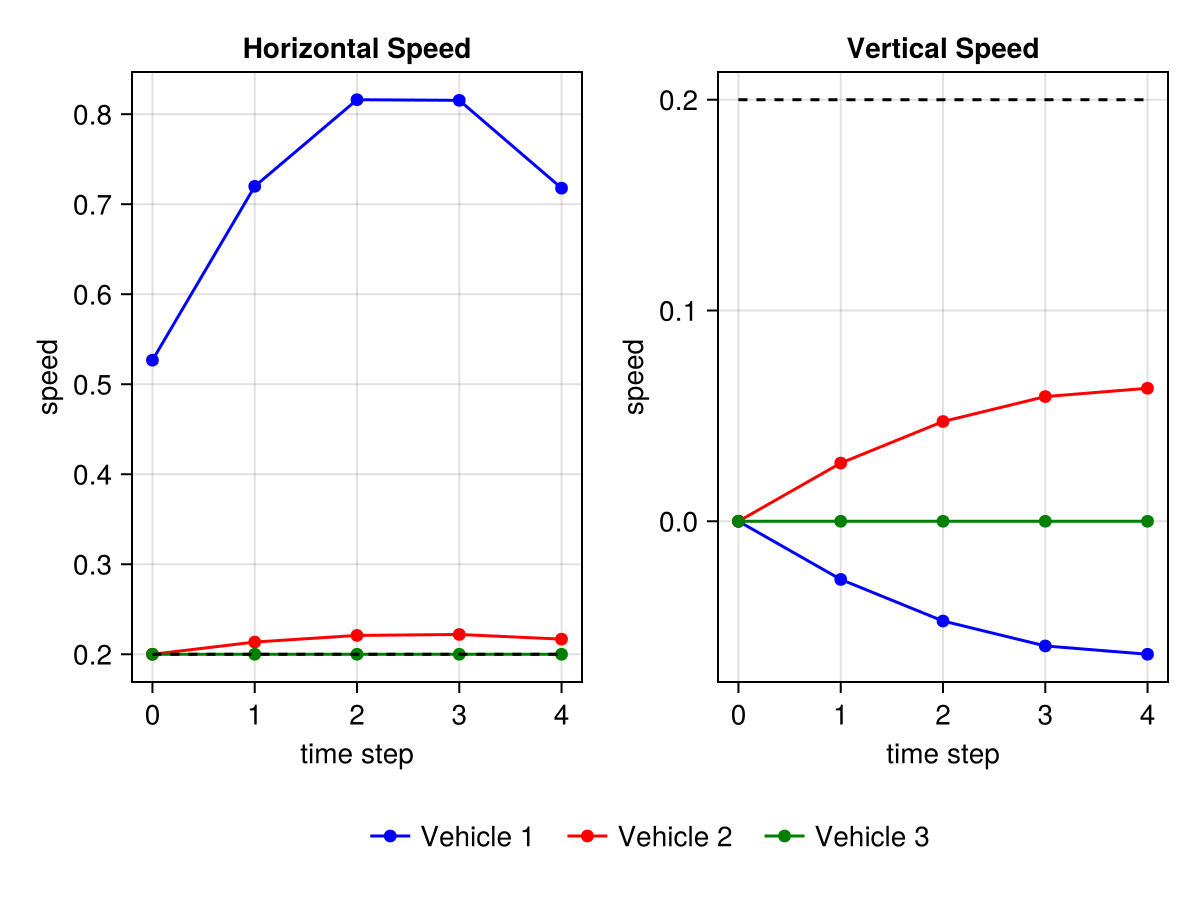 Horizontal Speed
speed
0.8
0.7
0.6
0.5
0.4
0.3
0.2
0 1 2 3 4
time step
Vertical Speed
speed
0.2
0.1
0.0
0 1 2 3 4
time step
Vehicle 1 Vehicle 2 Vehicle 3